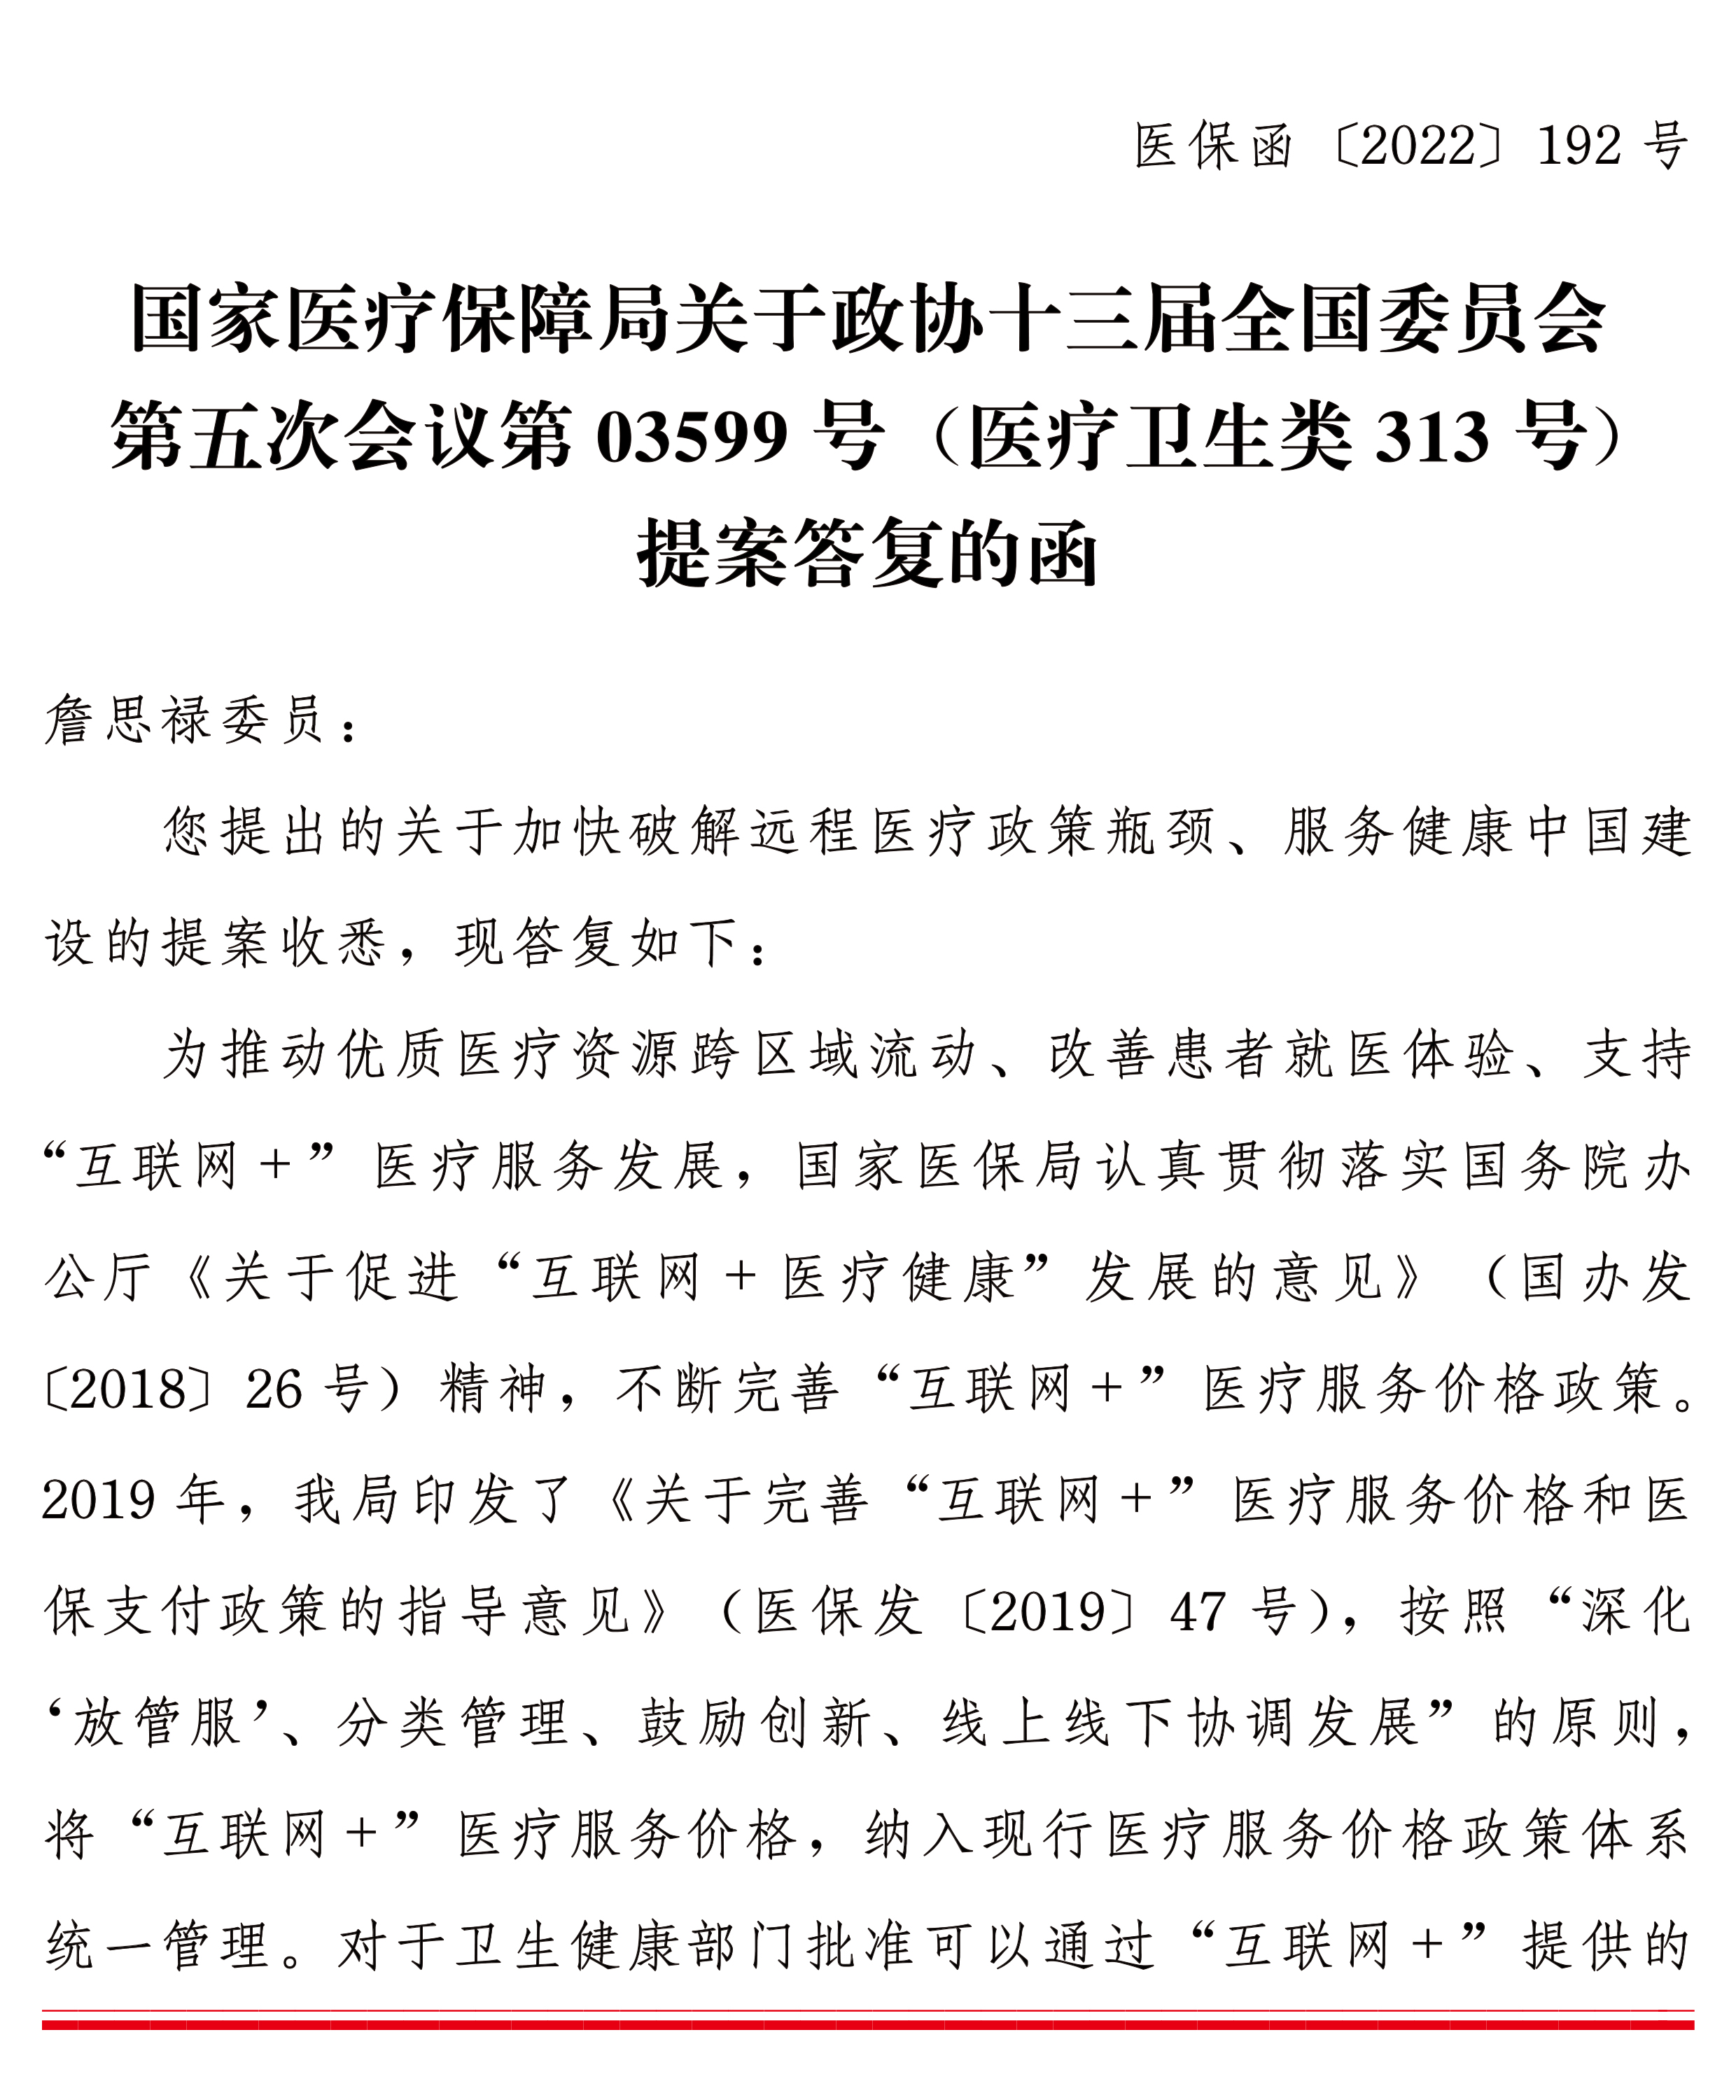 医保函〔2022〕192 号
国家医疗保障局关于政协十三届全国委员会
第五次会议第 03599 号（医疗卫生类 313 号）
提案答复的函
詹思禄委员：
您提出的关于加快破解远程医疗政策瓶颈、服务健康中国建
设的提案收悉，现答复如下：
为推动优质医疗资源跨区域流动、改善患者就医体验、支持
“互联网＋”医疗服务发展，国家医保局认真贯彻落实国务院办
公厅《关于促进“互联网＋医疗健康”发展的意见》（国办发
〔2018〕26 号）精神，不断完善“互联网＋”医疗服务价格政策。
2019 年，我局印发了《关于完善“互联网＋”医疗服务价格和医
保支付政策的指导意见》（医保发〔2019〕47 号），按照“深化
‘放管服’、分类管理、鼓励创新、线上线下协调发展”的原则，
将“互联网＋”医疗服务价格，纳入现行医疗服务价格政策体系
统一管理。对于卫生健康部门批准可以通过“互联网＋”提供的